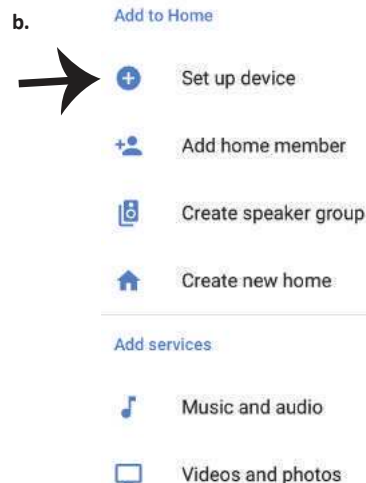 b.
Add to Home
Set up device
Add home member
Create speaker group
Create new home
Add services
Music and audio
Videos and photos